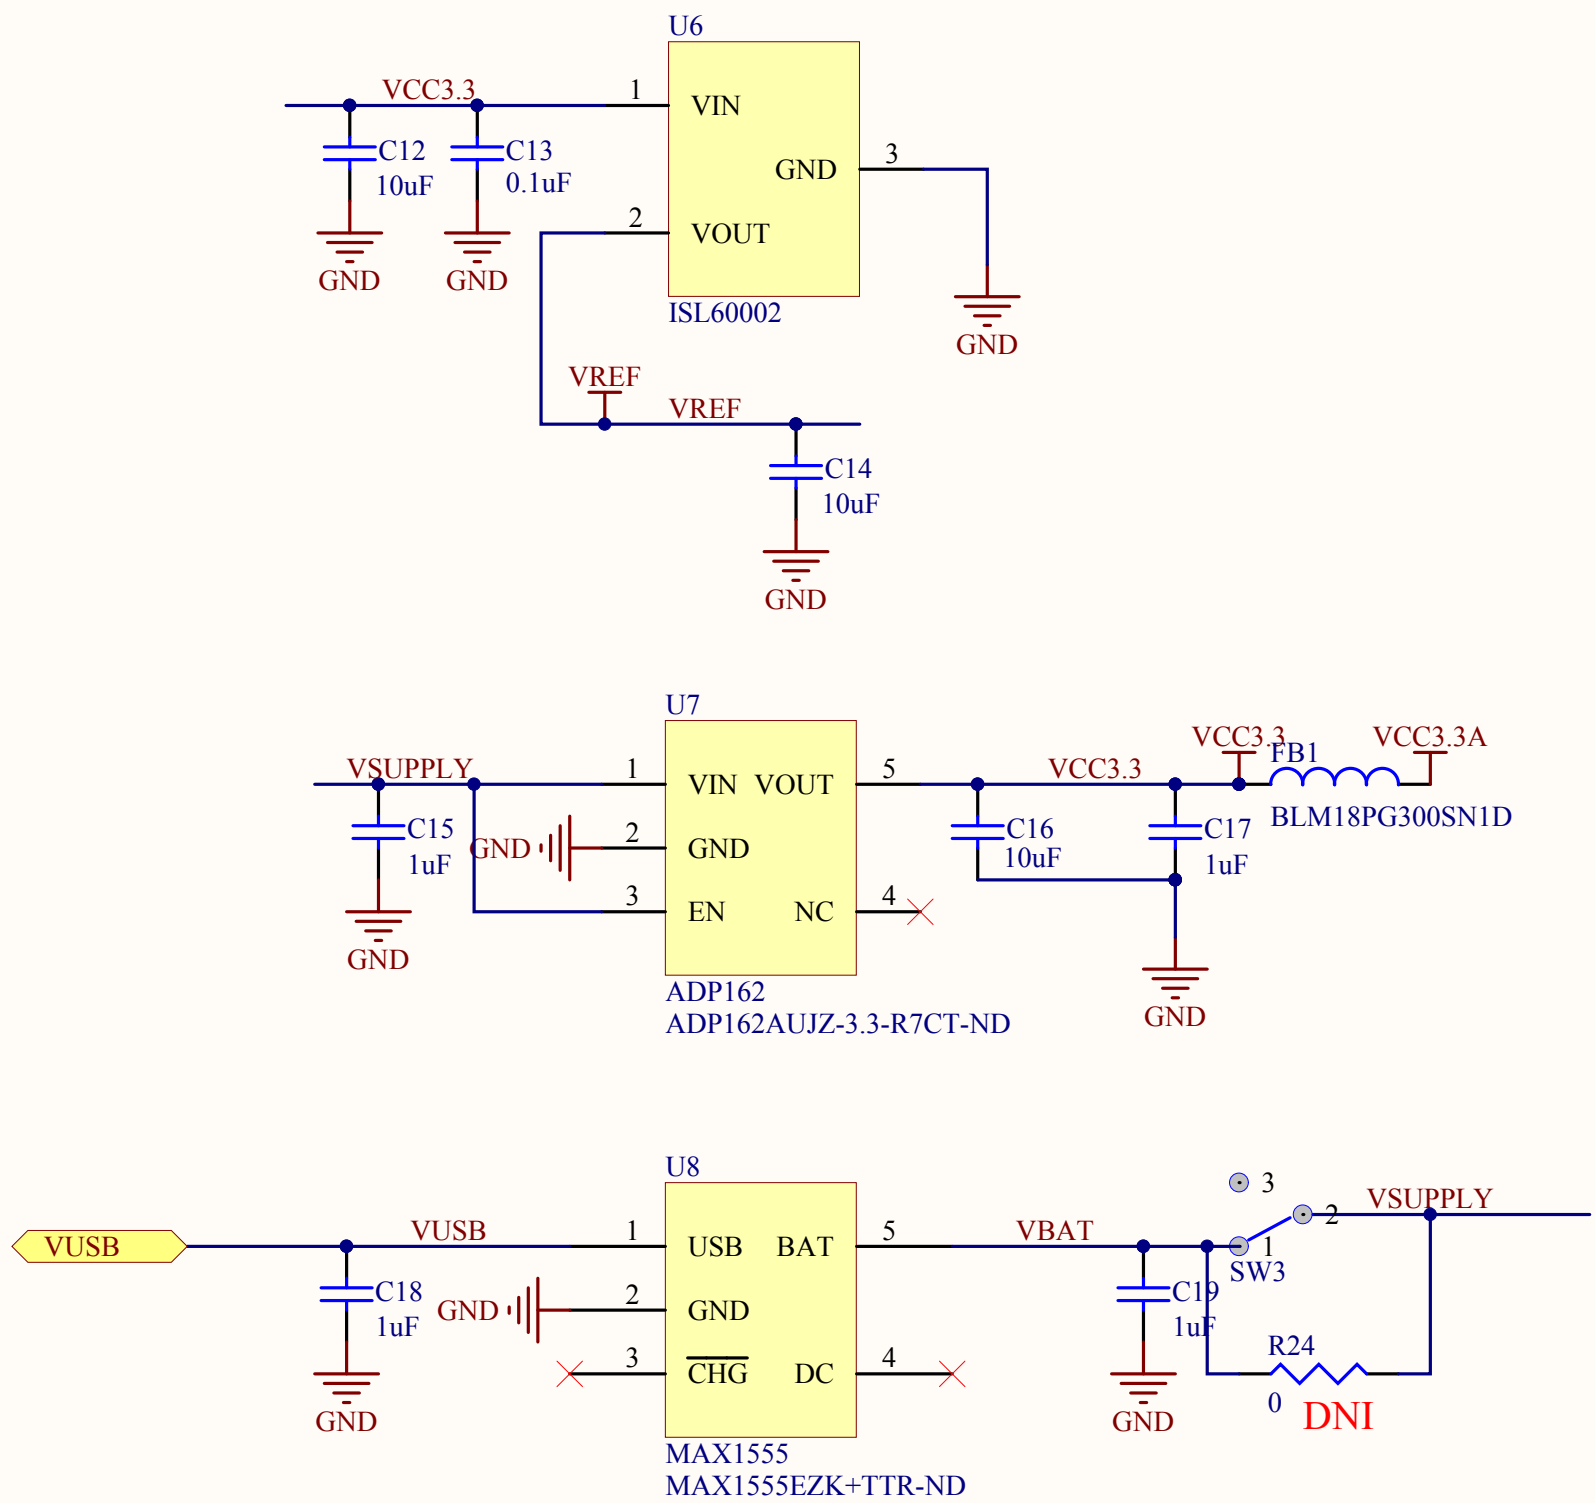 U6
VCC3.3
1
VIN
C12
10uF
C13
0.1uF
GND
3
2
VOUT
GND
GND
ISL60002
GND
VREF
VREF
C14
10uF
GND
U7
VCC3.3
FB1
VCC3.3A
VSUPPLY
1
VIN
VOUT
5
VCC3.3
BLM18PG300SN1D
C15
1uF
GND
2
GND
C16
10uF
C17
1uF
3
EN
NC
4
GND
GND
ADP162
ADP162AUJZ-3.3-R7CT-ND
U8
3
VSUPPLY
2
VUSB
VUSB
1
USB
BAT
5
VBAT
1
SW3
C18
1uF
GND
2
GND
C19
1uF
R24
3
CHG
DC
4
0
DNI
GND
GND
MAX1555
MAX1555EZK+TTR-ND